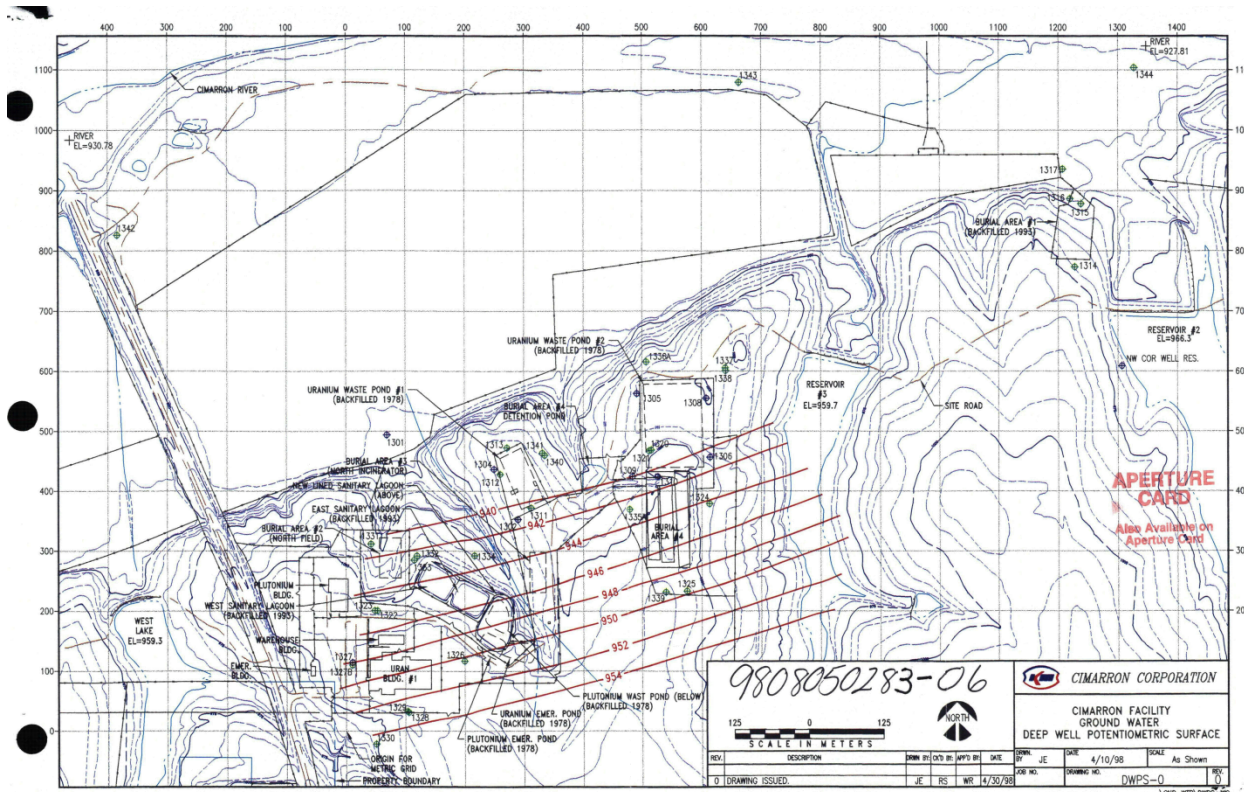 400 300 200 100 0 100 200 300 400 500 600 700 800 900 1000 1100 1200 1300 1400
RIVER
EL=927.81
1344
1343
1100
CIMARRON RIVER
1000
RIVER
EL=930.78
900
1317
1316
1315
BURIAL AREA #1
(BACKFILLED 1993)
1342
800
1314
700
RESERVOIR #2
EL=966.3
URANIUM WASTE POND #2
(BACKFILLED 1978)
1336A
1337
1338
NW COR WELL RES.
600
RESERVOIR
#3
EL=959.7
SITE ROAD
URANIUM WASTE POND #1
(BACKFILLED 1978)
1305
1308
BURIAL AREA #4
DETENTION POND
500
1301
1313
1341
1340
1320
1321
1306
BURIAL AREA #3
(NORTH INCINERATOR)
1304
1312
1309
NEW LINED SANITARY LAGOON
(ABOVE)
APERTURE
CARD
Also Available on
Aperture Card
400
EAST SANITARY LAGOON
(BACKFILLED 1993)
940
942
1311
1302
1335A
1324
BURIAL AREA #2
(NORTH FIELD)
BURIAL
AREA #4
944
300
1331
1332
1334
946
PLUTONIUM
BLDG.
948
1325
WEST SANITARY LAGOON
(BACKFILLED 1993)
200
1323
1322
950
WEST
LAKE
EL=959.3
WAREHOUSE
BLDG.
952
1327
1327B
1326
EMER.
BLDG.
URAN
BLDG. #1
954
100
PLUTONIUM WAST POND (BELOW)
(BACKFILLED 1978)
1329
1328
URANIUM EMER. POND
(BACKFILLED 1978)
0
1330
PLUTONIUM EMER. POND
(BACKFILLED 1978)
ORIGIN FOR
METRIC GRID
PROPERTY BOUNDARY
9808050283-06
125 0 125
SCALE IN METERS
NORTH
CIMARRON CORPORATION
CIMARRON FACILITY
GROUND WATER
DEEP WELL POTENTIOMETRIC SURFACE
REV. DESCRIPTION DRWN BY: CK'D BY: APP'D BY: DATE
0 DRAWING ISSUED. JE RS WR 4/30/98
DRWN. BY JE DATE 4/10/98 SCALE As Shown
JOB NO. DRAWING NO. DWPS-0 REV. 0